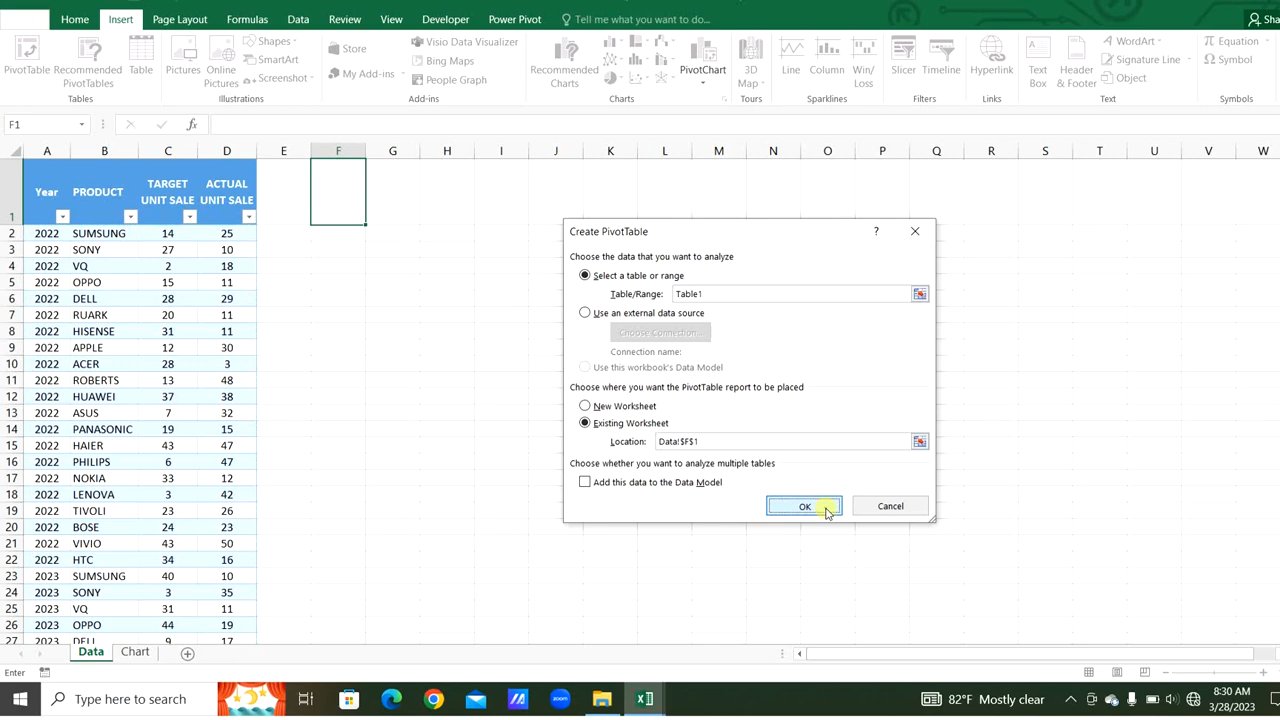 Home Insert Page Layout Formulas Data Review View Developer Power Pivot Tell me what you want to do... Sha
PivotTable Recommended PivotTables Table Pictures Online Pictures Shapes SmartArt Screenshot Store My Add-ins Visio Data Visualizer Bing Maps People Graph Recommended Charts PivotChart 3D Map Line Column Win/Loss Slicer Timeline Hyperlink Text Box Header & Footer WordArt Signature Line Object Equation Symbol
Tables Illustrations Add-ins Charts Tours Sparklines Filters Links Text Symbols
F1 fx
A B C D E F G H I J K L M N O P Q R S T U V W
1 Year PRODUCT TARGET UNIT SALE ACTUAL UNIT SALE
2 2022 SUMSUNG 14 25
3 2022 SONY 27 10
4 2022 VQ 2 18
5 2022 OPPO 15 11
6 2022 DELL 28 29
7 2022 RUARK 20 11
8 2022 HISENSE 31 11
9 2022 APPLE 12 30
10 2022 ACER 28 3
11 2022 ROBERTS 13 48
12 2022 HUAWEI 37 38
13 2022 ASUS 7 32
14 2022 PANASONIC 19 15
15 2022 HAIER 43 47
16 2022 PHILIPS 6 47
17 2022 NOKIA 33 12
18 2022 LENOVA 3 42
19 2022 TIVOLI 23 26
20 2022 BOSE 24 23
21 2022 VIVIO 43 50
22 2022 HTC 34 16
23 2023 SUMSUNG 40 10
24 2023 SONY 3 35
25 2023 VQ 31 11
26 2023 OPPO 44 19
27 2023 DELL 9 17
Create PivotTable ?
Choose the data that you want to analyze
Select a table or range
Table/Range: Table1
Use an external data source
Choose Connection...
Connection name:
Use this workbook's Data Model
Choose where you want the PivotTable report to be placed
New Worksheet
Existing Worksheet
Location: Data!$F$1
Choose whether you want to analyze multiple tables
Add this data to the Data Model
OK Cancel
Data Chart
Enter
Type here to search zoom 82°F Mostly clear 8:30 AM
3/28/2023